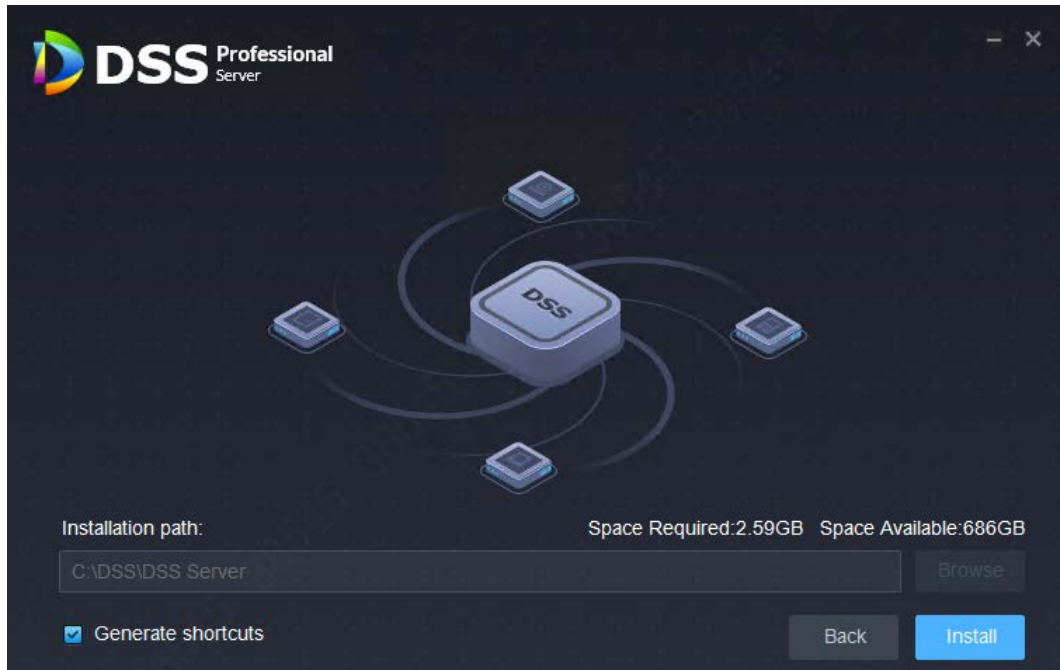 DSS Professional
Server
DSS
Installation path:
Space Required:2.59GB Space Available:686GB
C:\DSS\DSS Server
Browse
Generate shortcuts
Back
Install